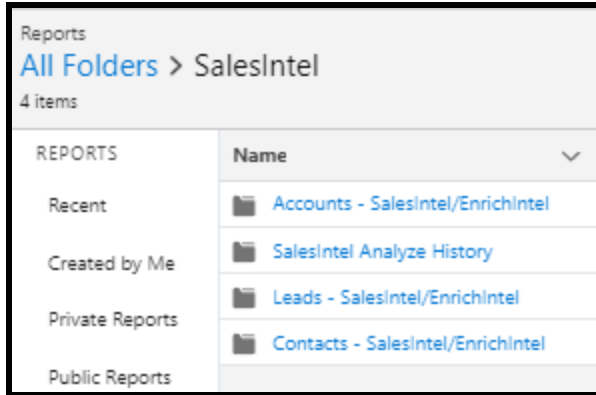 Reports
All Folders > SalesIntel
4 items
REPORTS
Name
Recent
Accounts - SalesIntel/EnrichIntel
Created by Me
SalesIntel Analyze History
Private Reports
Leads - SalesIntel/EnrichIntel
Public Reports
Contacts - SalesIntel/EnrichIntel